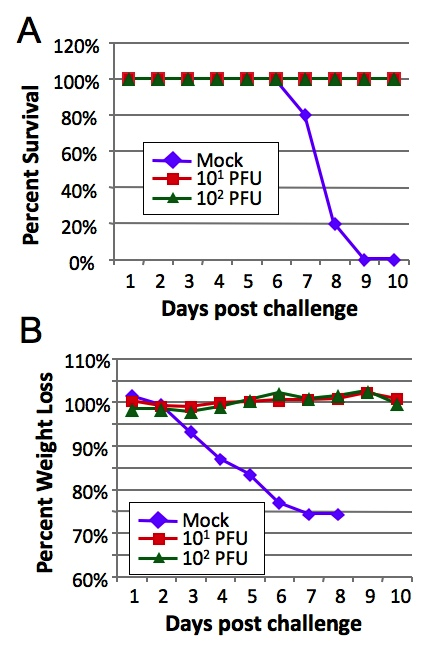 A
120%
100%
80%
60%
40%
20%
0%
Percent Survival
Mock
10¹ PFU
10² PFU
1 2 3 4 5 6 7 8 9 10
Days post challenge
B
110%
100%
90%
80%
70%
60%
Percent Weight Loss
Mock
10¹ PFU
10² PFU
1 2 3 4 5 6 7 8 9 10
Days post challenge